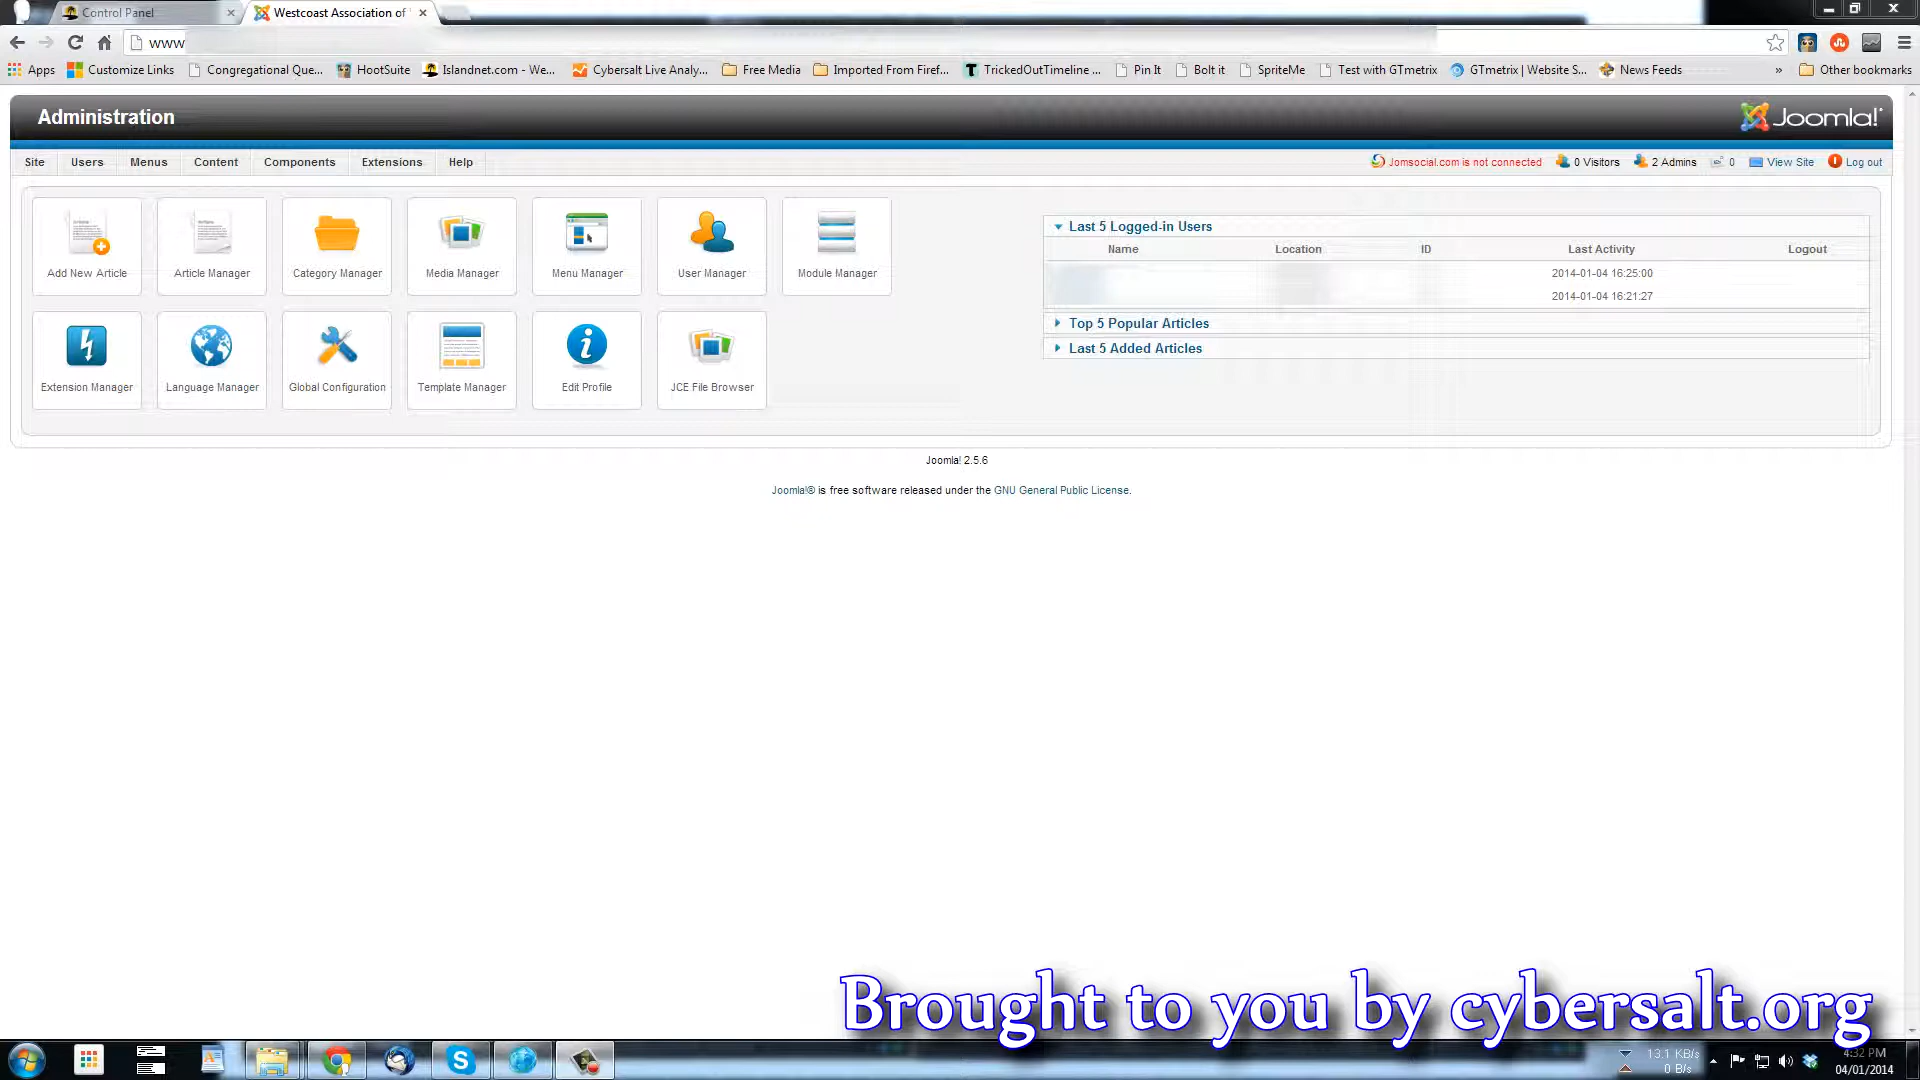 Control Panel
Westcoast Association of
www
Apps
Customize Links
Congregational Que...
HootSuite
Islandnet.com - We...
Cybersalt Live Analy...
Free Media
Imported From Firef...
TrickedOutTimeline ...
Pin It
Bolt it
SpriteMe
Test with GTmetrix
GTmetrix | Website S...
News Feeds
»
Other bookmarks
Administration
Joomla!
Site
Users
Menus
Content
Components
Extensions
Help
Jomsocial.com is not connected
0 Visitors
2 Admins
0
View Site
Log out
Add New Article
Article Manager
Category Manager
Media Manager
Menu Manager
User Manager
Module Manager
Extension Manager
Language Manager
Global Configuration
Template Manager
Edit Profile
JCE File Browser
Last 5 Logged-in Users
Name Location ID Last Activity Logout
2014-01-04 16:25:00
2014-01-04 16:21:27
Top 5 Popular Articles
Last 5 Added Articles
Joomla! 2.5.6
Joomla!® is free software released under the GNU General Public License.
Brought to you by cybersalt.org
13.1 KB/s
0 B/s
4:32 PM
04/01/2014